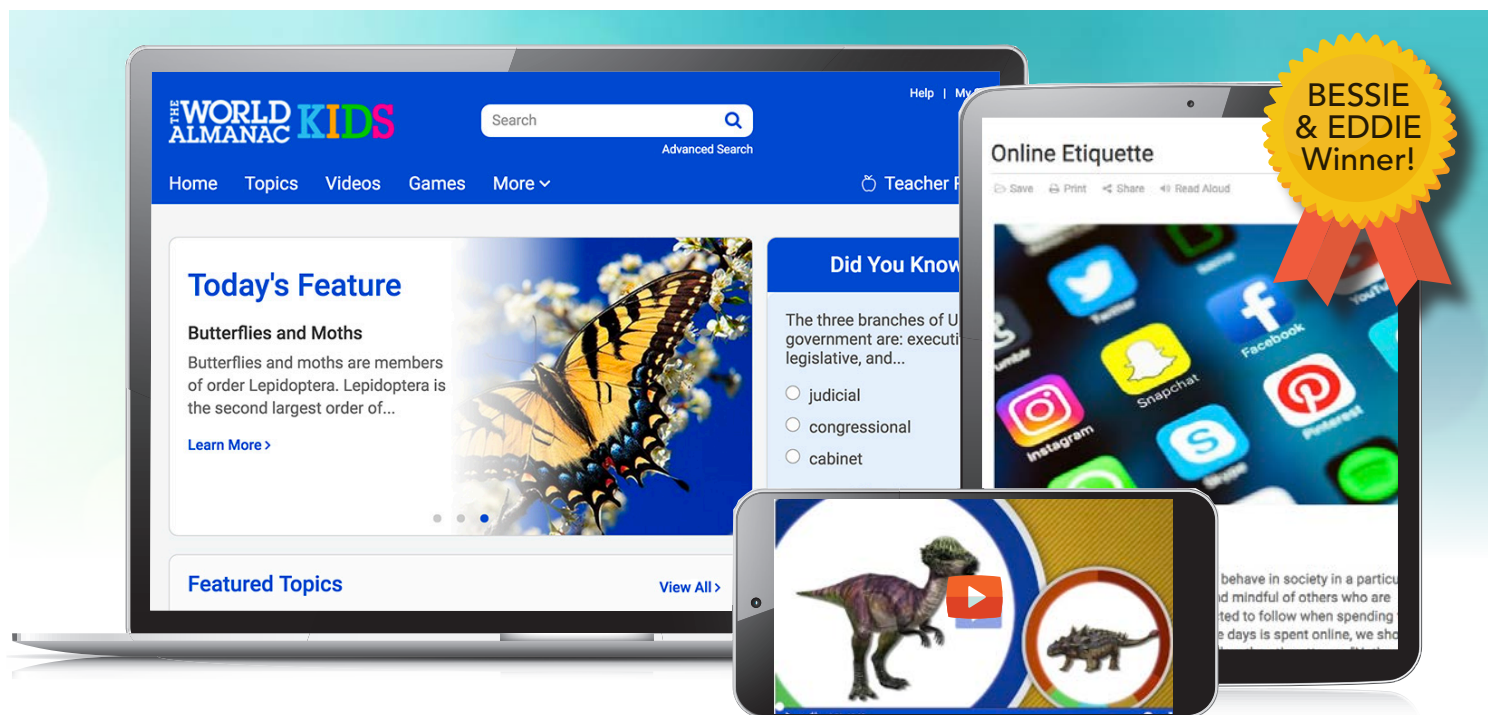 THE WORLD ALMANAC KIDS
Search
Advanced Search
Help | My
Home Topics Videos Games More
Teacher
Today's Feature
Butterflies and Moths
Butterflies and moths are members
of order Lepidoptera. Lepidoptera is
the second largest order of...
Learn More >
Featured Topics
View All >
Did You Know
The three branches of U
government are: executi
legislative, and...
judicial
congressional
cabinet
Online Etiquette
Save Print Share Read Aloud
Twitter
Facebook
YouTu
umblr
Snapchat
Instagram
Pinterest
Skype
behave in society in a particu
d mindful of others who are
ted to follow when spending
e days is spent online, we sho
BESSIE
& EDDIE
Winner!